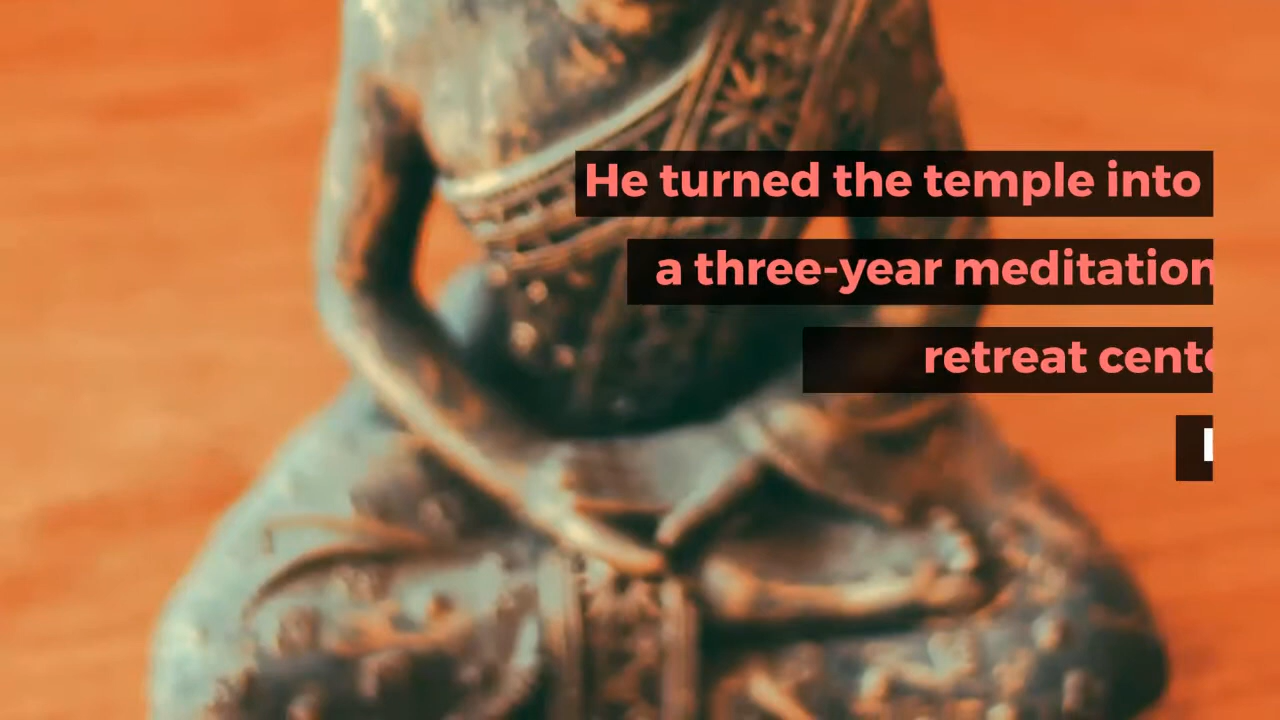 He turned the temple into
a three-year meditation
retreat